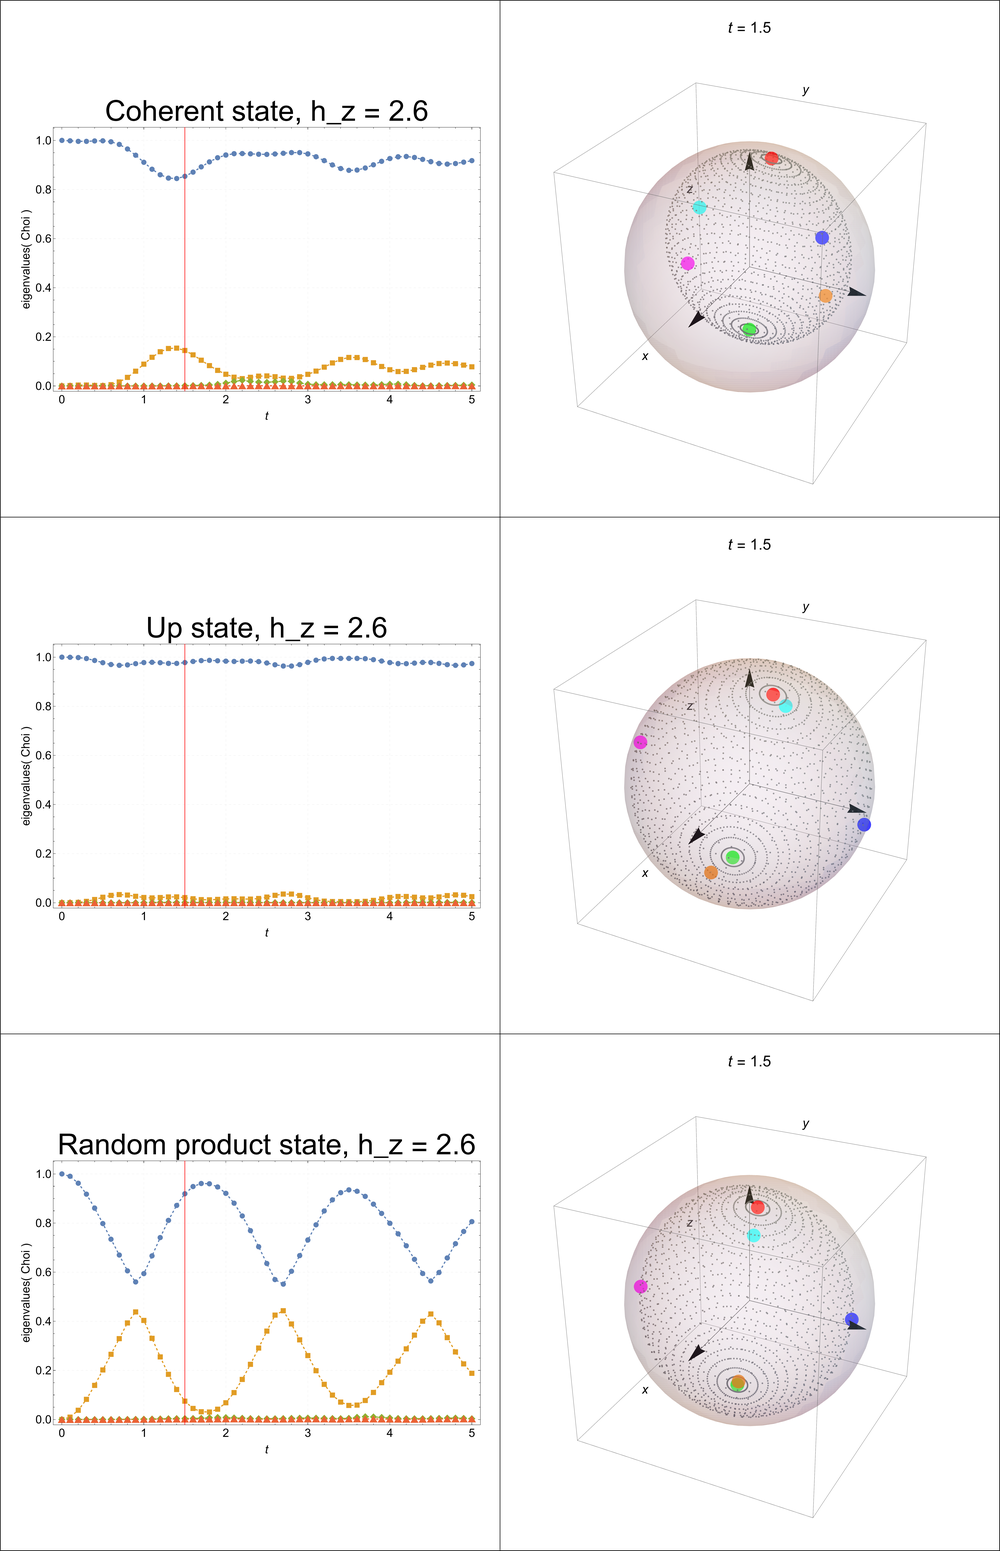 t = 1.5
Coherent state, h_z = 2.6
eigenvalues( Choi )
1.0
0.8
0.6
0.4
0.2
0.0
0 1 2 3 4 5
t
y
z
x
t = 1.5
Up state, h_z = 2.6
eigenvalues( Choi )
1.0
0.8
0.6
0.4
0.2
0.0
0 1 2 3 4 5
t
y
z
x
t = 1.5
Random product state, h_z = 2.6
eigenvalues( Choi )
1.0
0.8
0.6
0.4
0.2
0.0
0 1 2 3 4 5
t
y
z
x